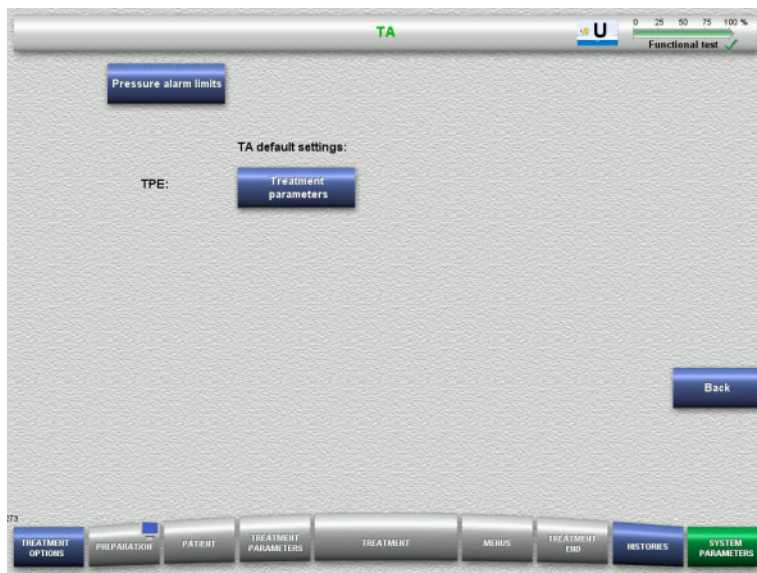 TA
U
0 25 50 75 100 %
Functional test
Pressure alarm limits
TA default settings:
TPE:
Treatment
parameters
Back
273
TREATMENT
OPTIONS
PREPARATION
PATIENT
TREATMENT
PARAMETERS
TREATMENT
MENUS
TREATMENT
END
HISTORIES
SYSTEM
PARAMETERS